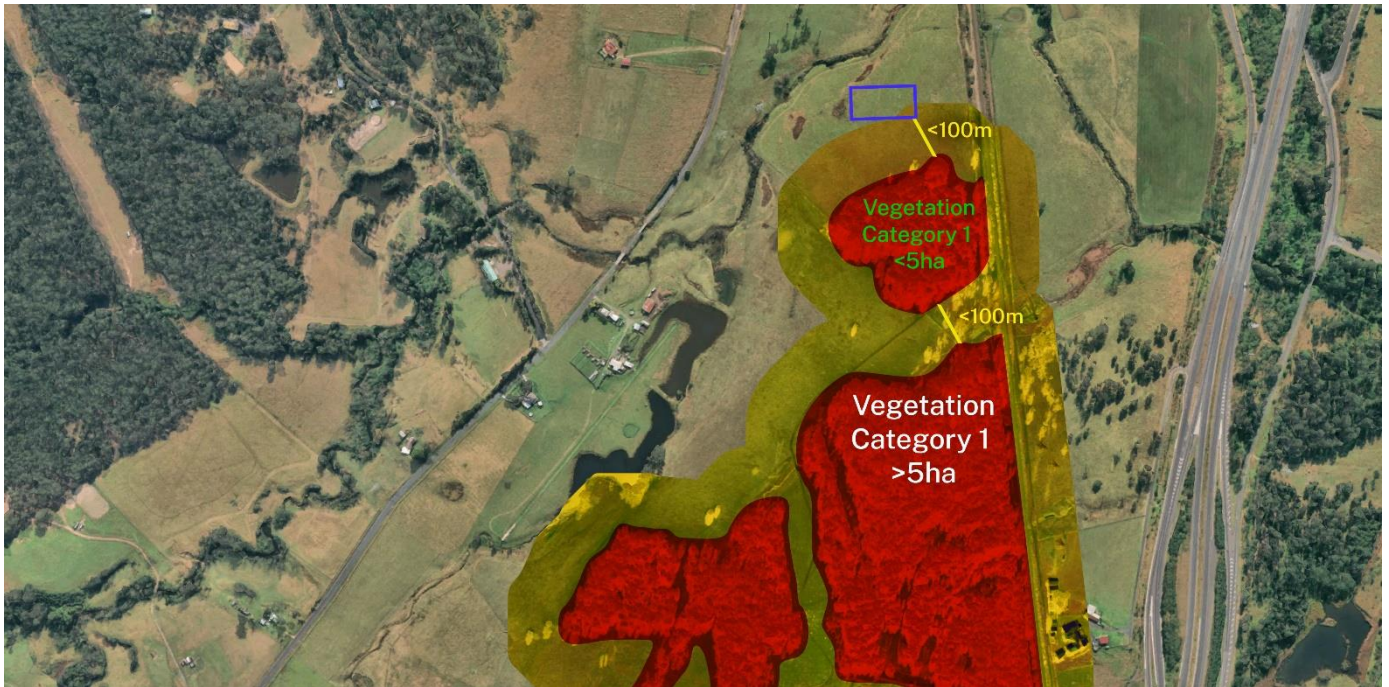 <100m
Vegetation
Category 1
<5ha
<100m
Vegetation
Category 1
>5ha